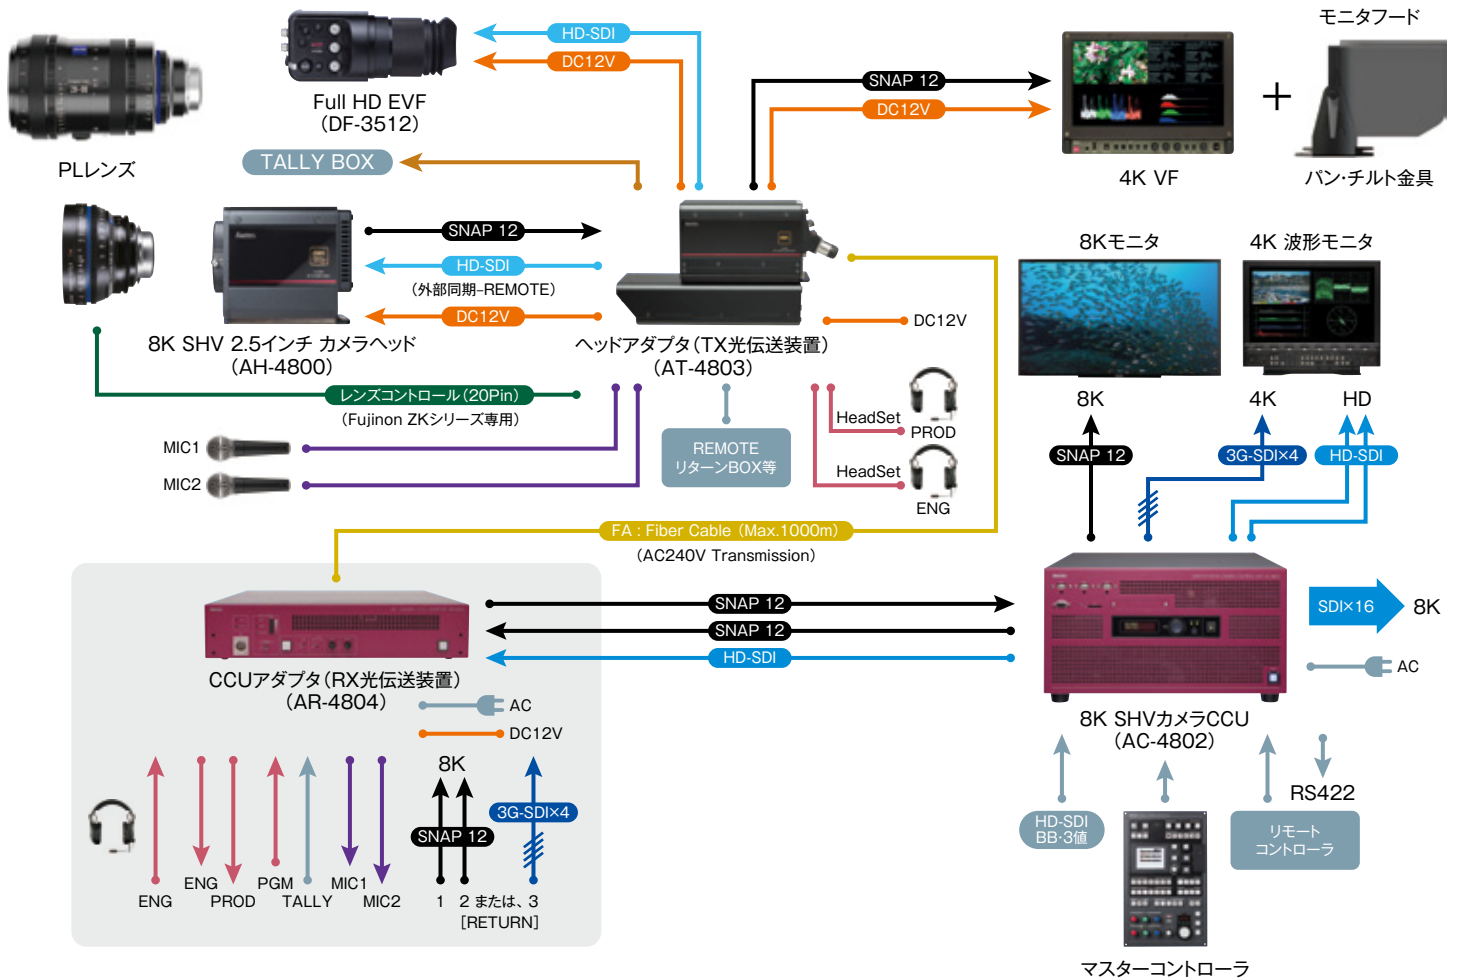 モニタフード
HD-SDI
DC12V
SNAP 12
DC12V
Full HD EVF
(DF-3512)
PLレンズ
TALLY BOX
4K VF
パン・チルト金具
SNAP 12
HD-SDI
(外部同期-REMOTE)
DC12V
8K SHV 2.5インチ カメラヘッド
(AH-4800)
ヘッドアダプタ(TX光伝送装置)
(AT-4803)
DC12V
8Kモニタ
4K 波形モニタ
8K
4K
HD
レンズコントロール(20Pin)
(Fujinon ZKシリーズ専用)
MIC1
MIC2
REMOTE
リターンBOX等
HeadSet
PROD
HeadSet
ENG
SNAP 12
3G-SDI×4
HD-SDI
FA : Fiber Cable (Max.1000m)
(AC240V Transmission)
SNAP 12
SNAP 12
HD-SDI
SDI×16
8K
AC
CCUアダプタ(RX光伝送装置)
(AR-4804)
AC
DC12V
8K SHVカメラCCU
(AC-4802)
8K
SNAP 12
3G-SDI×4
ENG
ENG
PROD
PGM
TALLY
MIC1
MIC2
1 2 または、3
[RETURN]
HD-SDI
BB・3値
RS422
リモート
コントローラ
マスターコントローラ